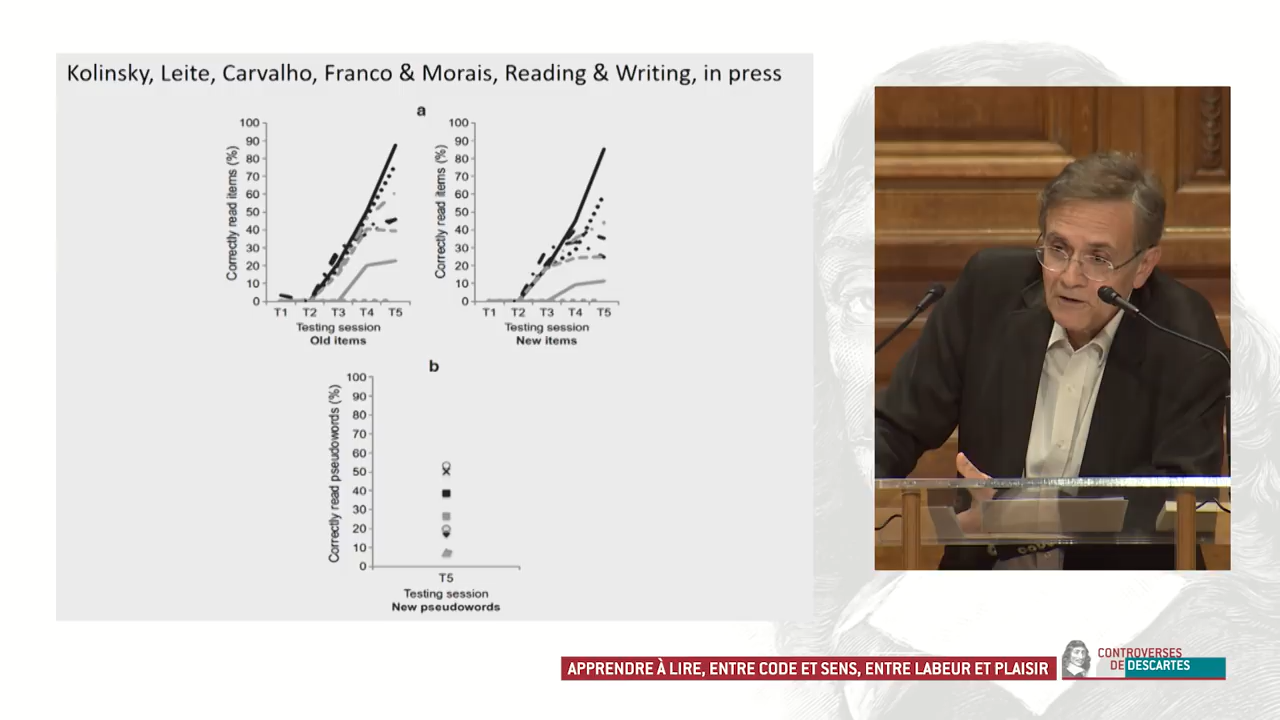 Kolinsky, Leite, Carvalho, Franco & Morais, Reading & Writing, in press
a
Correctly read items (%)
100
90
80
70
60
50
40
30
20
10
0
T1 T2 T3 T4 T5
Testing session
Old items
Correctly read items (%)
100
90
80
70
60
50
40
30
20
10
0
T1 T2 T3 T4 T5
Testing session
New items
b
Correctly read pseudowords (%)
100
90
80
70
60
50
40
30
20
10
0
T5
Testing session
New pseudowords
APPRENDRE À LIRE, ENTRE CODE ET SENS, ENTRE LABEUR ET PLAISIR
CONTROVERSES
DE DESCARTES